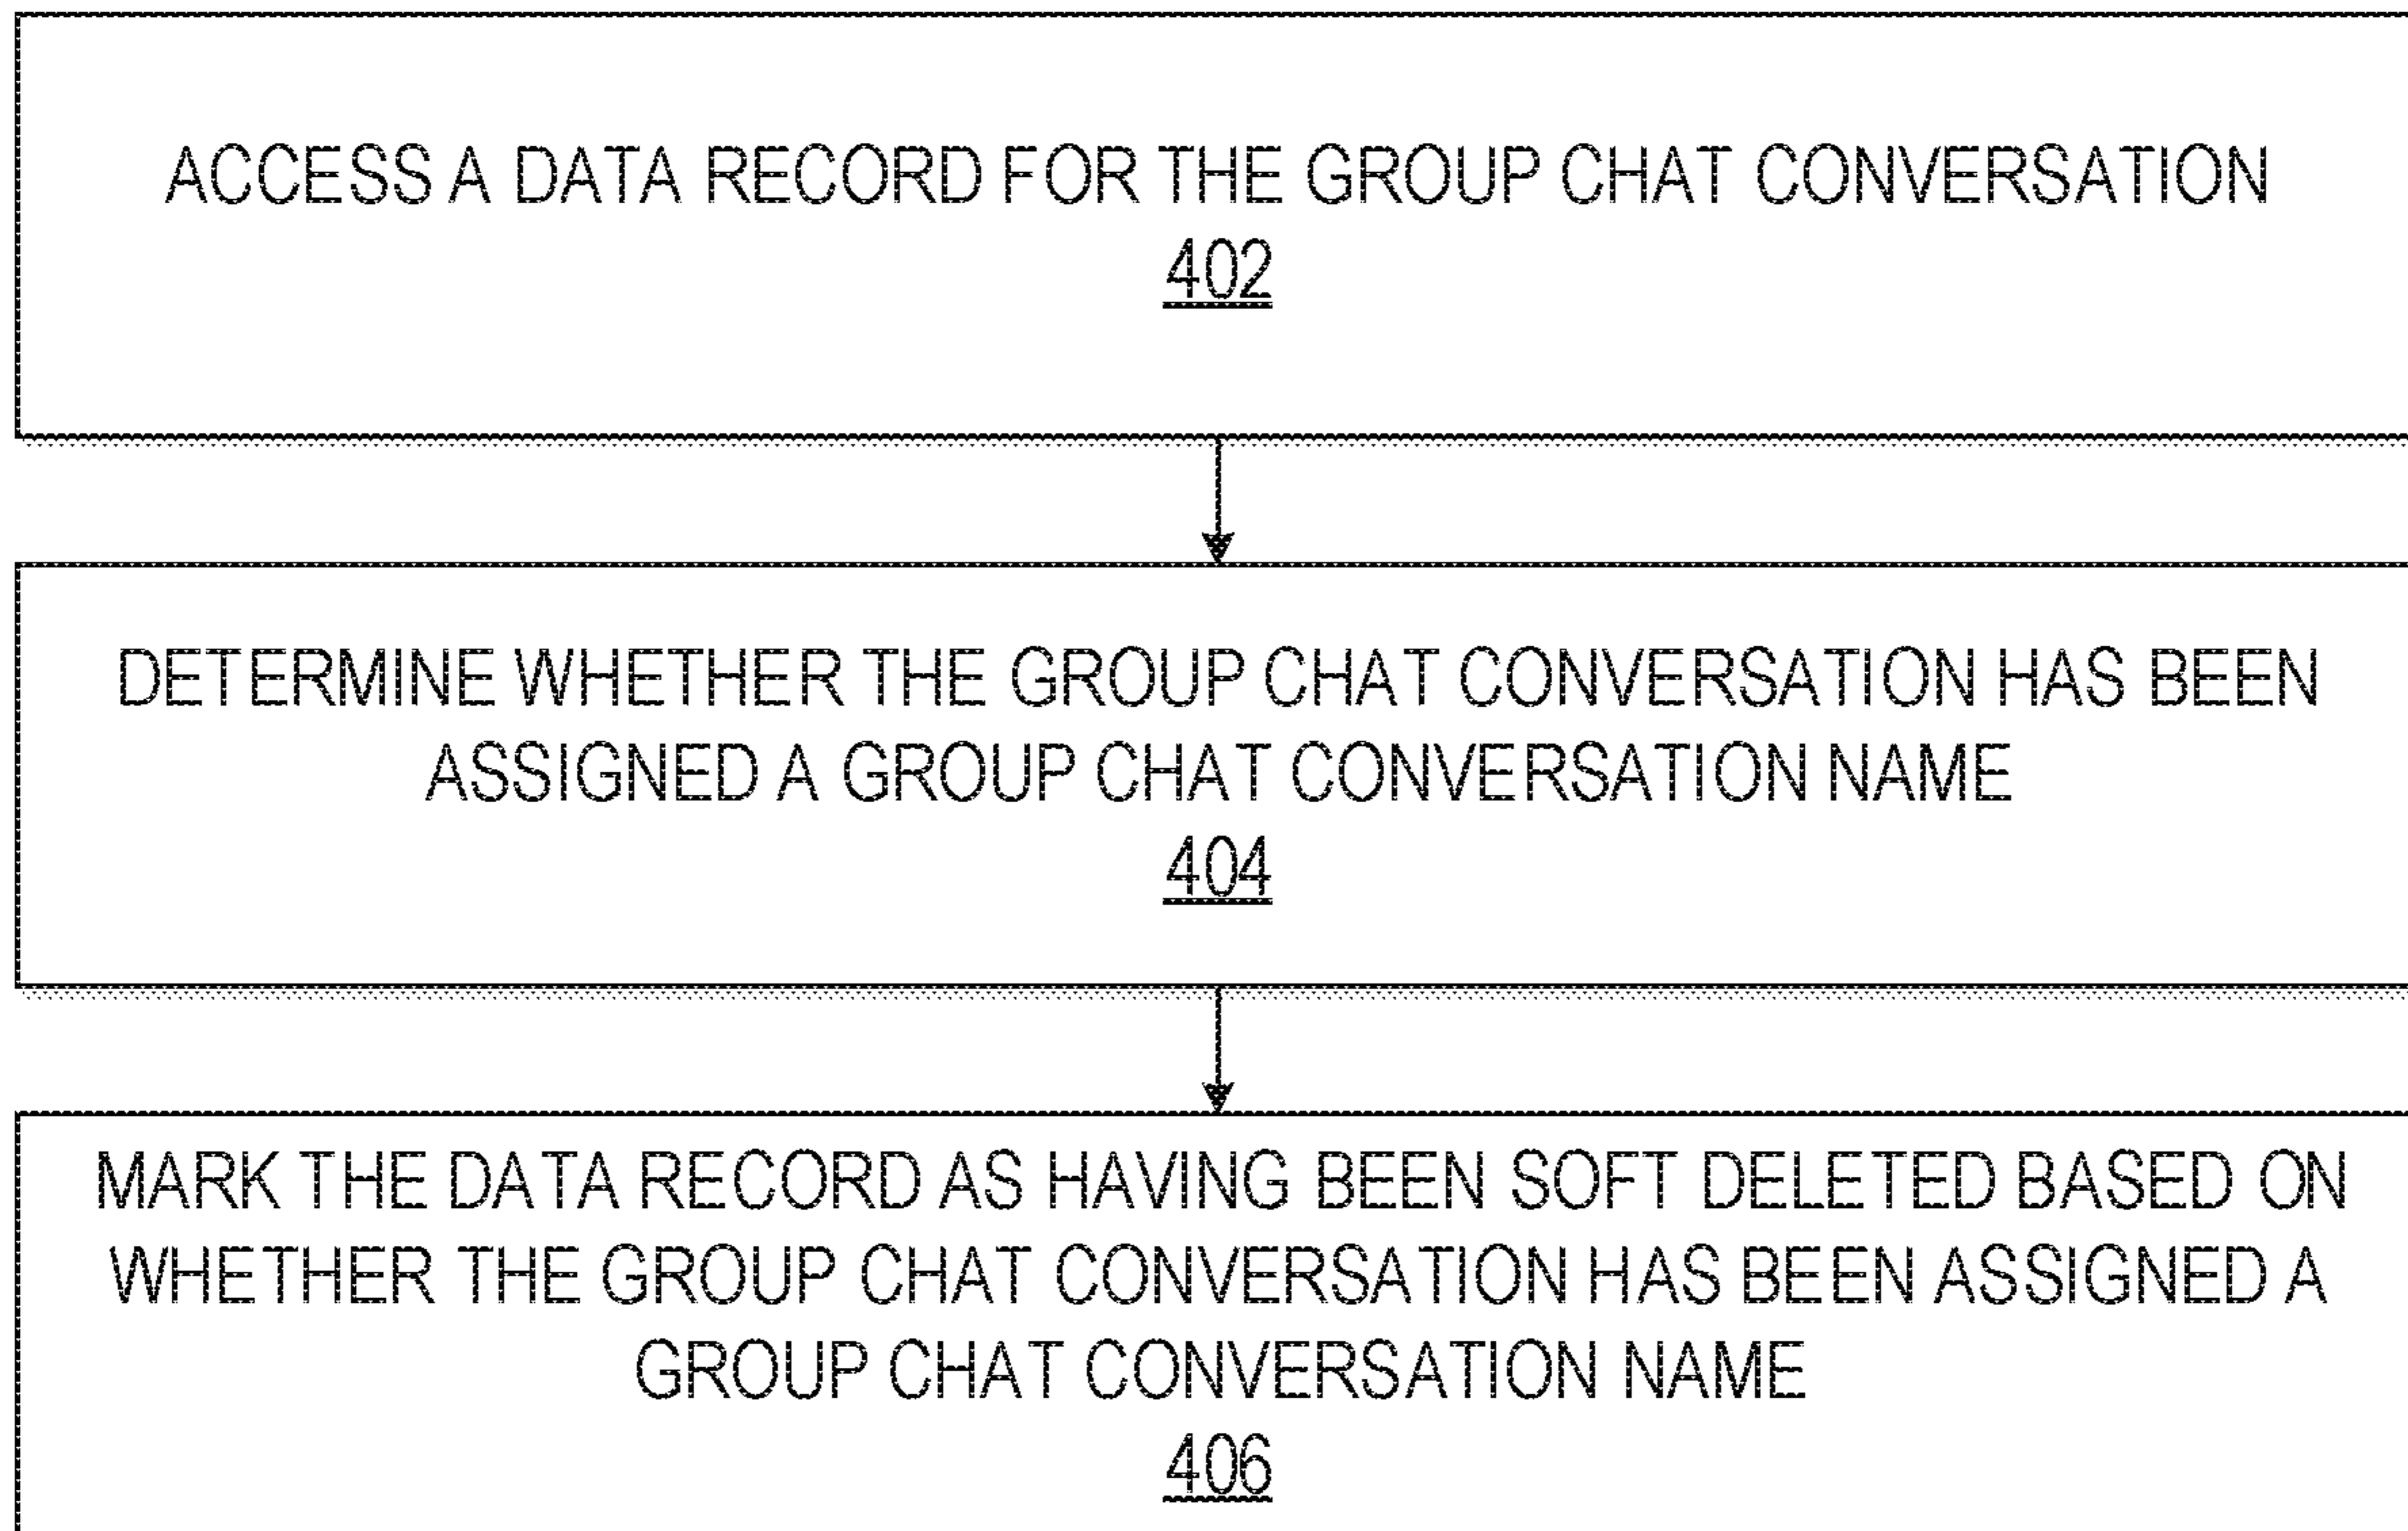 ACCESS A DATA RECORD FOR THE GROUP CHAT CONVERSATION
402
DETERMINE WHETHER THE GROUP CHAT CONVERSATION HAS BEEN
ASSIGNED A GROUP CHAT CONVERSATION NAME
404
MARK THE DATA RECORD AS HAVING BEEN SOFT DELETED BASED ON
WHETHER THE GROUP CHAT CONVERSATION HAS BEEN ASSIGNED A
GROUP CHAT CONVERSATION NAME
406